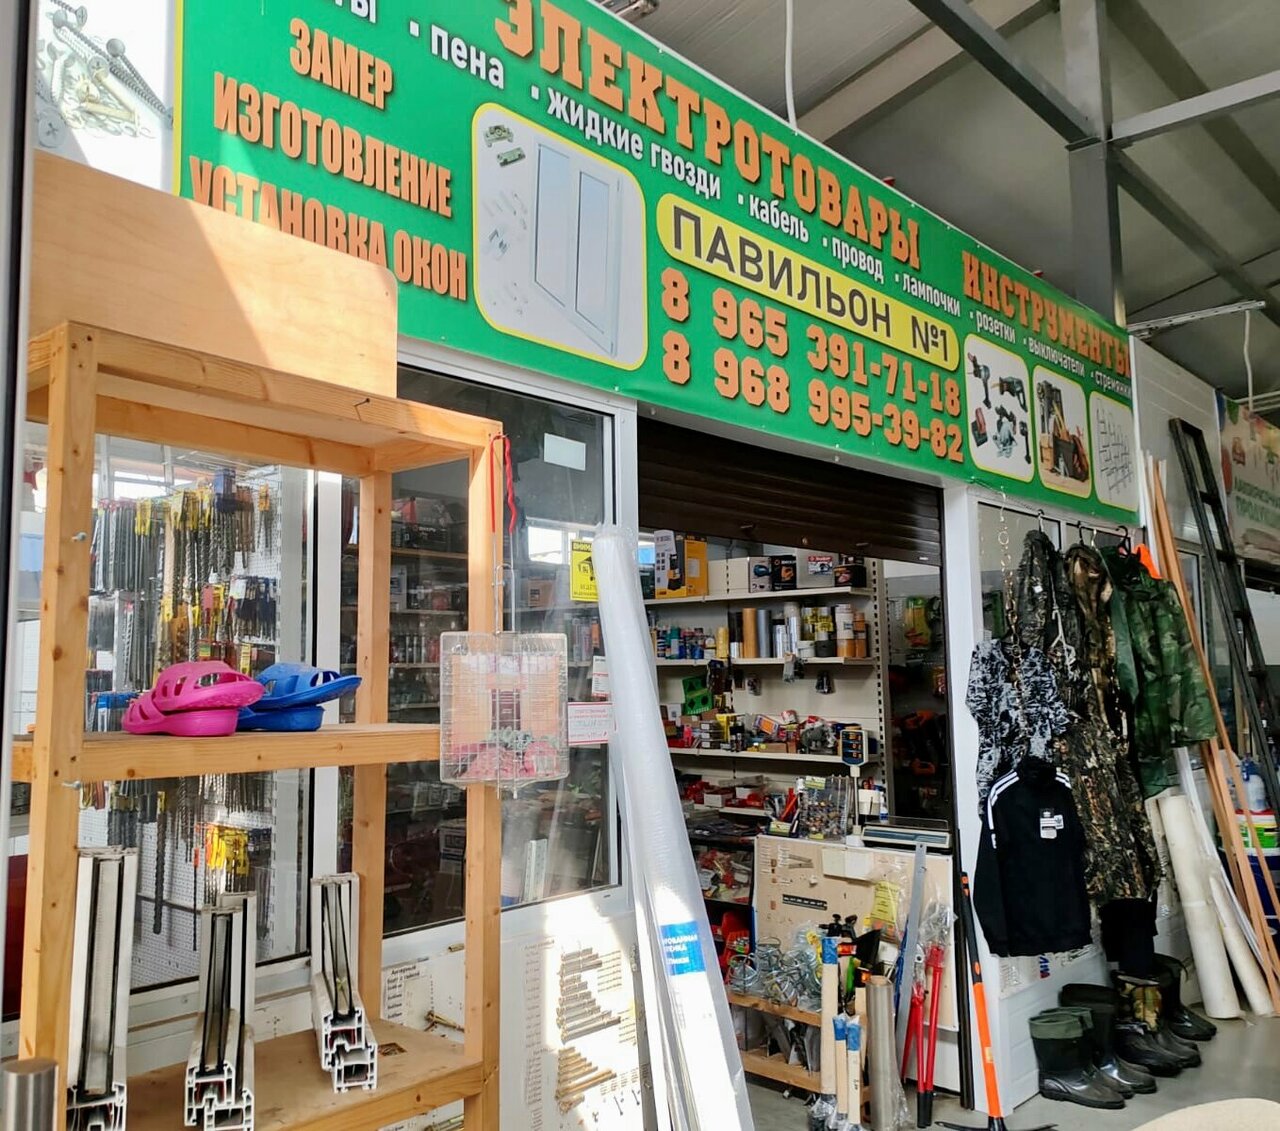 ЭЛЕКТРОТОВАРЫ
ИНСТРУМЕНТЫ
▪ пена ▪ жидкие гвозди ▪ кабель ▪ провод ▪ лампочки ▪ розетки ▪ выключатели ▪ стремянки
ЗАМЕР
ИЗГОТОВЛЕНИЕ
УСТАНОВКА ОКОН
ПАВИЛЬОН №1
8 965 391-71-18
8 968 995-39-82